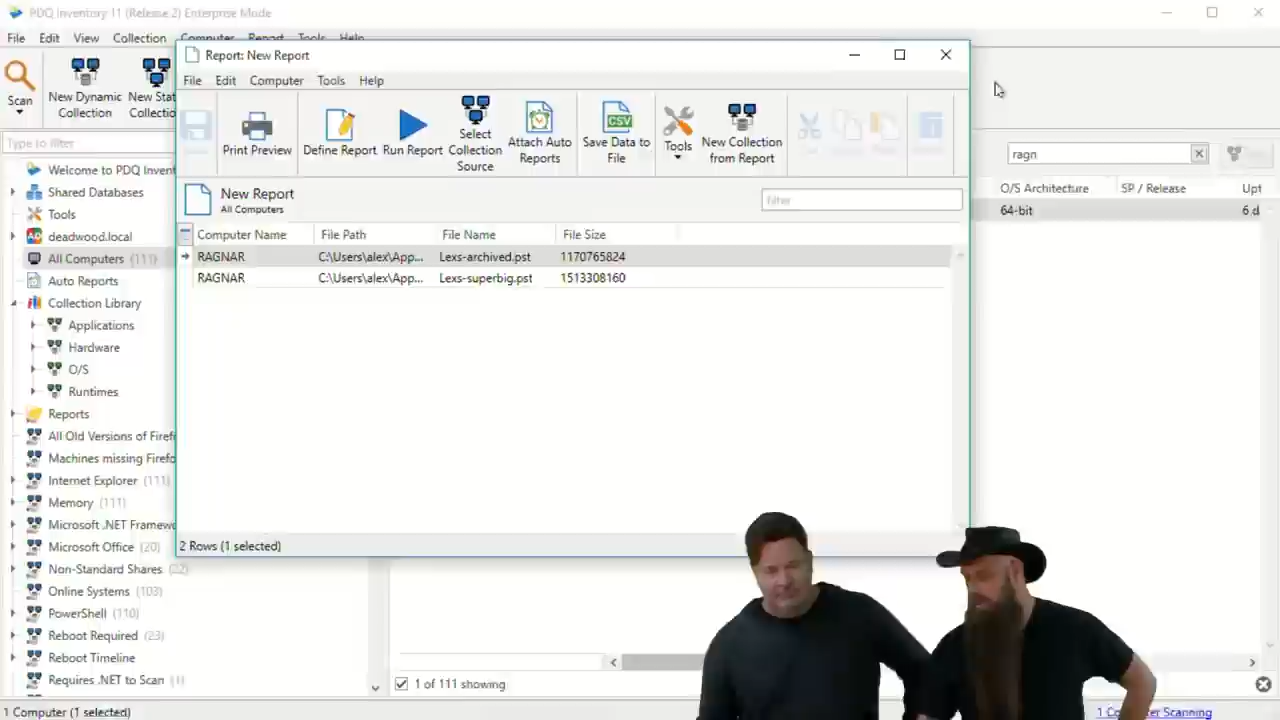 PDQ Inventory 11 (Release 2) Enterprise Mode
File Edit View Collection Computer Report Tools Help
Scan
New Dynamic Collection
Report: New Report
File Edit Computer Tools Help
Print Preview
Define Report
Run Report
Select Collection Source
Attach Auto Reports
CSV
Save Data to File
Tools
New Collection from Report
Type to filter
ragn
New Report
All Computers
Filter
Welcome to PDQ Invent
Shared Databases
Tools
AD deadwood.local
All Computers (111)
Auto Reports
Collection Library
Applications
Hardware
O/S
Runtimes
Reports
All Old Versions of Firef
Machines missing Firefo
Internet Explorer (111)
Memory (111)
Microsoft .NET Framew
Microsoft Office (20)
Non-Standard Shares (22)
Online Systems (103)
PowerShell (110)
Reboot Required (23)
Reboot Timeline
Requires .NET to Scan (1)
Computer Name File Path File Name File Size
RAGNAR C:\Users\alex\App... Lexs-archived.pst 1170765824
RAGNAR C:\Users\alex\App... Lexs-superbig.pst 1513308160
2 Rows (1 selected)
O/S Architecture SP / Release Upt
64-bit 6 d
1 of 111 showing
1 Computer (1 selected)
Scanning